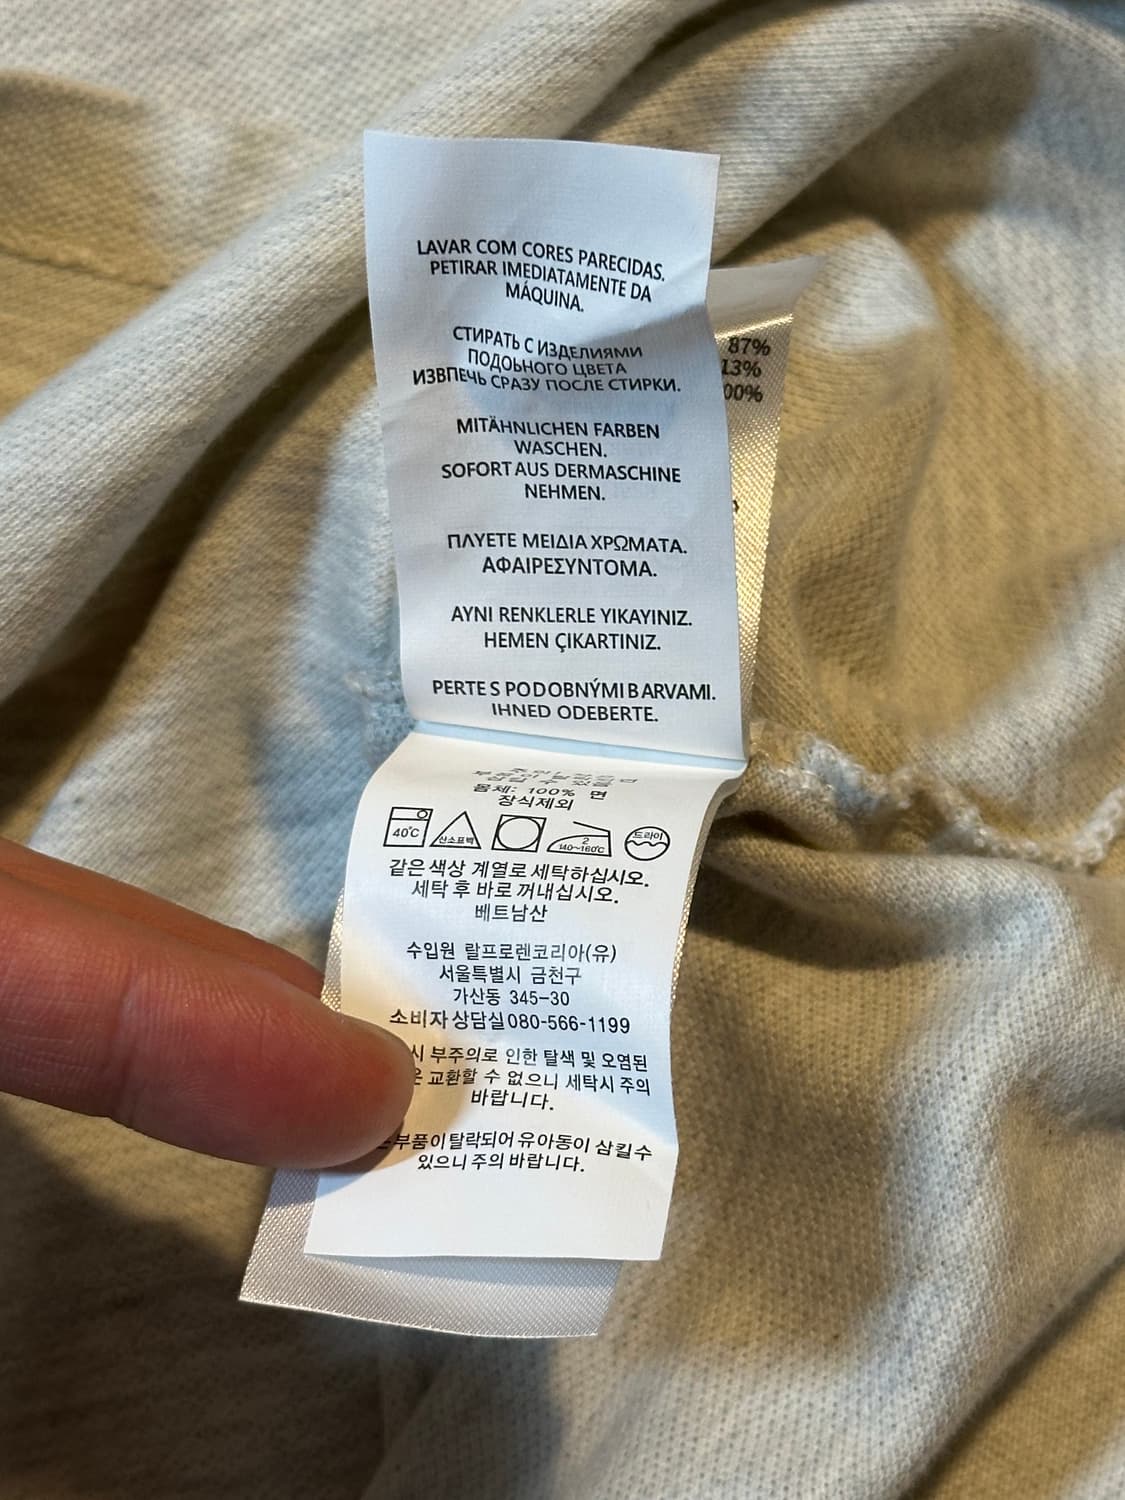 LAVAR COM CORES PARECIDAS.
PETIRAR IMEDIATAMENTE DA
MÁQUINA.
СТИРАТЬ С ИЗДЕЛИЯМИ
ПОДОЬНОГО ЦВЕТА
ИЗВПЕЧЬ СРАЗУ ПОСЛЕ СТИРКИ.
MITÄHNLICHEN FARBEN
WASCHEN.
SOFORT AUS DERMASCHINE
NEHMEN.
ΠΛΥΕΤΕ ΜΕΙΔΙΑ ΧΡΩΜΑΤΑ.
ΑΦΑΙΡΕΣΥΝΤΟΜΑ.
AYNI RENKLERLE YIKAYINIZ.
HEMEN ÇIKARTINIZ.
PERTE S PODOBNÝMI BARVAMI.
IHNED ODEBERTE.
87%
13%
00%
몸체: 100% 면
장식제외
40℃
산소표백
2
140~160℃
드라이
같은 색상 계열로 세탁하십시오.
세탁 후 바로 꺼내십시오.
베트남산
수입원 랄프로렌코리아(유)
서울특별시 금천구
가산동 345-30
소비자상담실 080-566-1199
시 부주의로 인한 탈색 및 오염된
은 교환할 수 없으니 세탁시 주의
바랍니다.
부품이 탈락되어 유아동이 삼킬 수
있으니 주의 바랍니다.